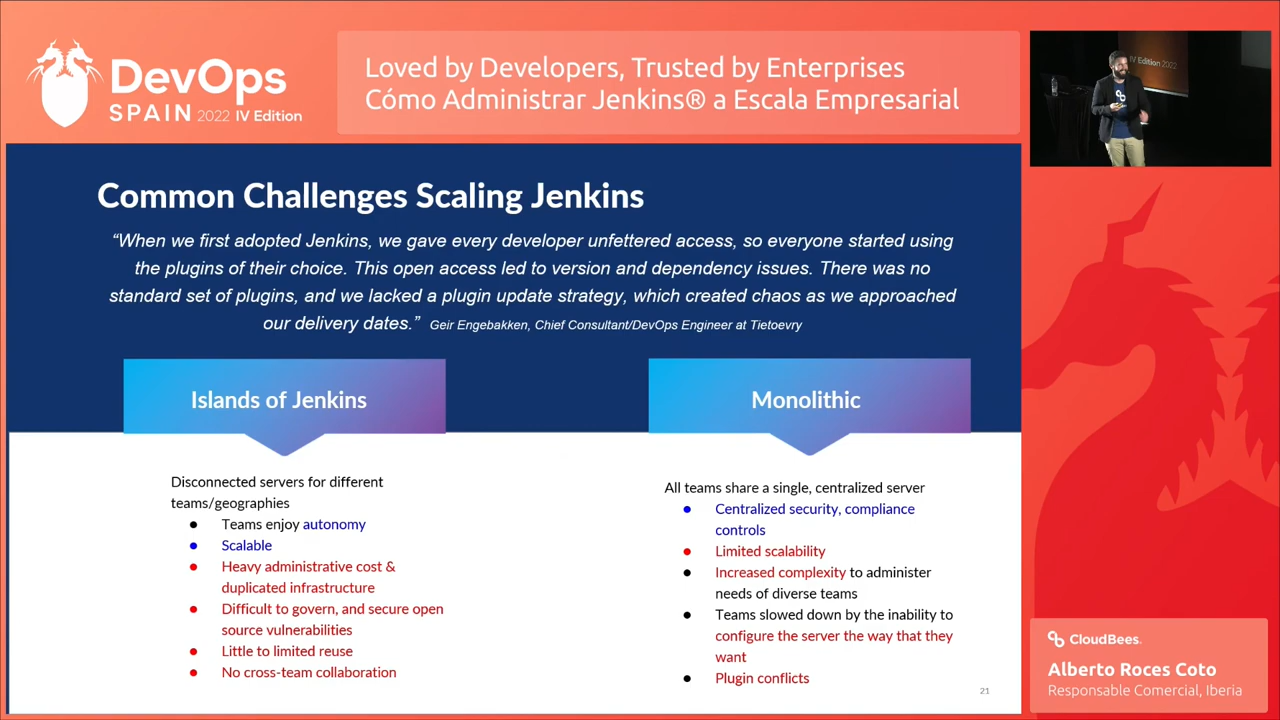 DevOps
SPAIN 2022 IV Edition
Loved by Developers, Trusted by Enterprises
Cómo Administrar Jenkins® a Escala Empresarial
IV Edition 2022
Common Challenges Scaling Jenkins
“When we first adopted Jenkins, we gave every developer unfettered access, so everyone started using
the plugins of their choice. This open access led to version and dependency issues. There was no
standard set of plugins, and we lacked a plugin update strategy, which created chaos as we approached
our delivery dates.” Geir Engebakken, Chief Consultant/DevOps Engineer at Tietoevry
Islands of Jenkins
Disconnected servers for different
teams/geographies
● Teams enjoy autonomy
● Scalable
● Heavy administrative cost &
duplicated infrastructure
● Difficult to govern, and secure open
source vulnerabilities
● Little to limited reuse
● No cross-team collaboration
Monolithic
All teams share a single, centralized server
● Centralized security, compliance
controls
● Limited scalability
● Increased complexity to administer
needs of diverse teams
● Teams slowed down by the inability to
configure the server the way that they
want
● Plugin conflicts
21
CloudBees.
Alberto Roces Coto
Responsable Comercial, Iberia